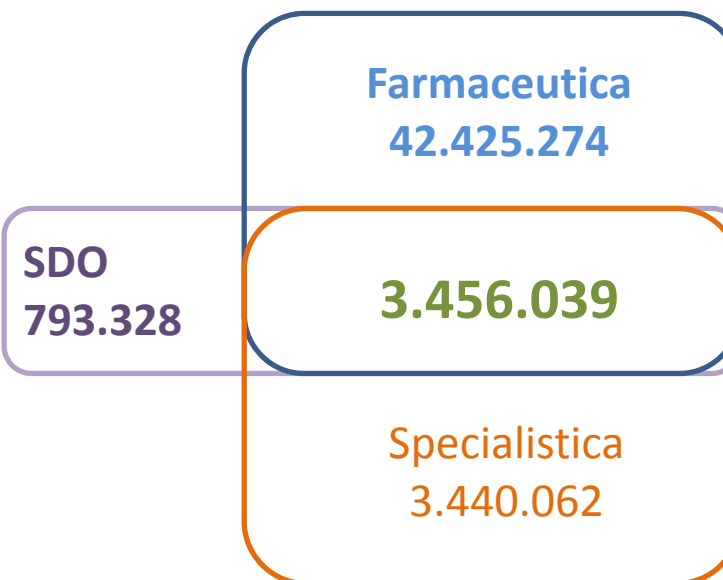 Farmaceutica
42.425.274
SDO
793.328
3.456.039
Specialistica
3.440.062